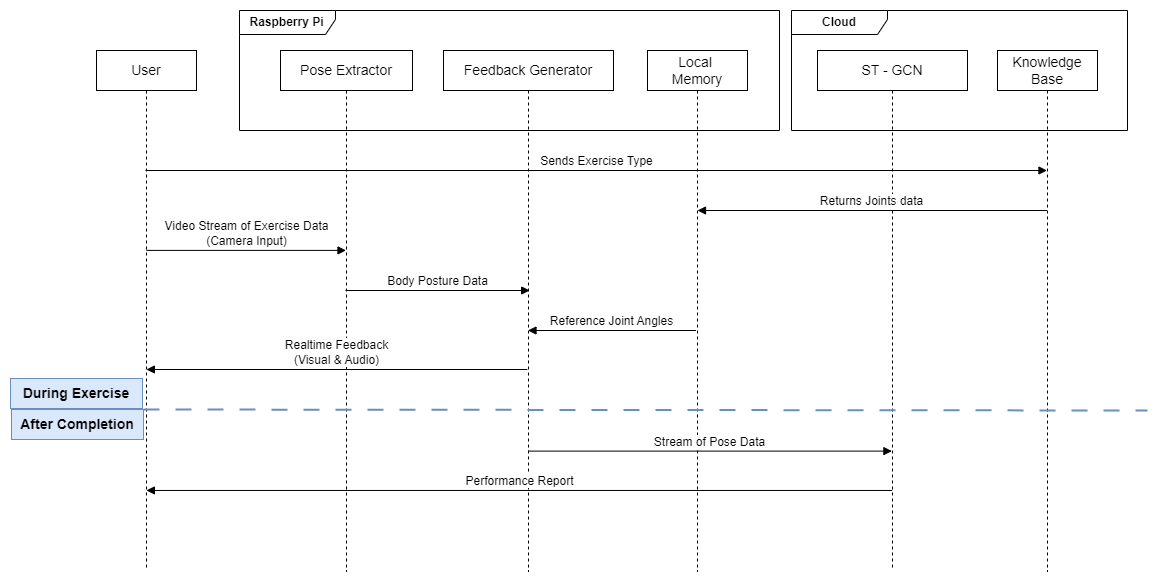 Raspberry Pi
Cloud
User
Pose Extractor
Feedback Generator
Local
Memory
ST - GCN
Knowledge
Base
Sends Exercise Type
Returns Joints data
Video Stream of Exercise Data
(Camera Input)
Body Posture Data
Reference Joint Angles
Realtime Feedback
(Visual & Audio)
During Exercise
After Completion
Stream of Pose Data
Performance Report